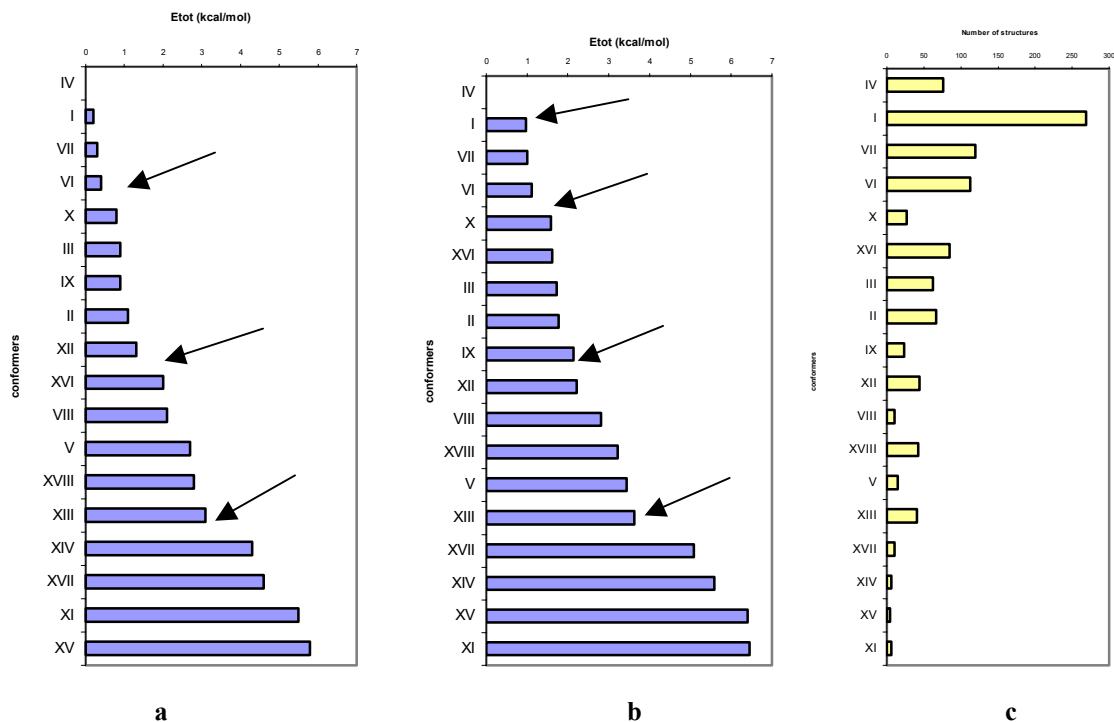 Etot (kcal/mol)
0 1 2 3 4 5 6 7
conformers
IV
I
VII
VI
X
III
IX
II
XII
XVI
VIII
V
XVIII
XIII
XIV
XVII
XI
XV
a
Etot (kcal/mol)
0 1 2 3 4 5 6 7
conformers
IV
I
VII
VI
X
XVI
III
II
IX
XII
VIII
XVIII
V
XIII
XVII
XIV
XV
XI
b
Number of structures
0 50 100 150 200 250 300
conformers
IV
I
VII
VI
X
XVI
III
II
IX
XII
VIII
XVIII
V
XIII
XVII
XIV
XV
XI
c